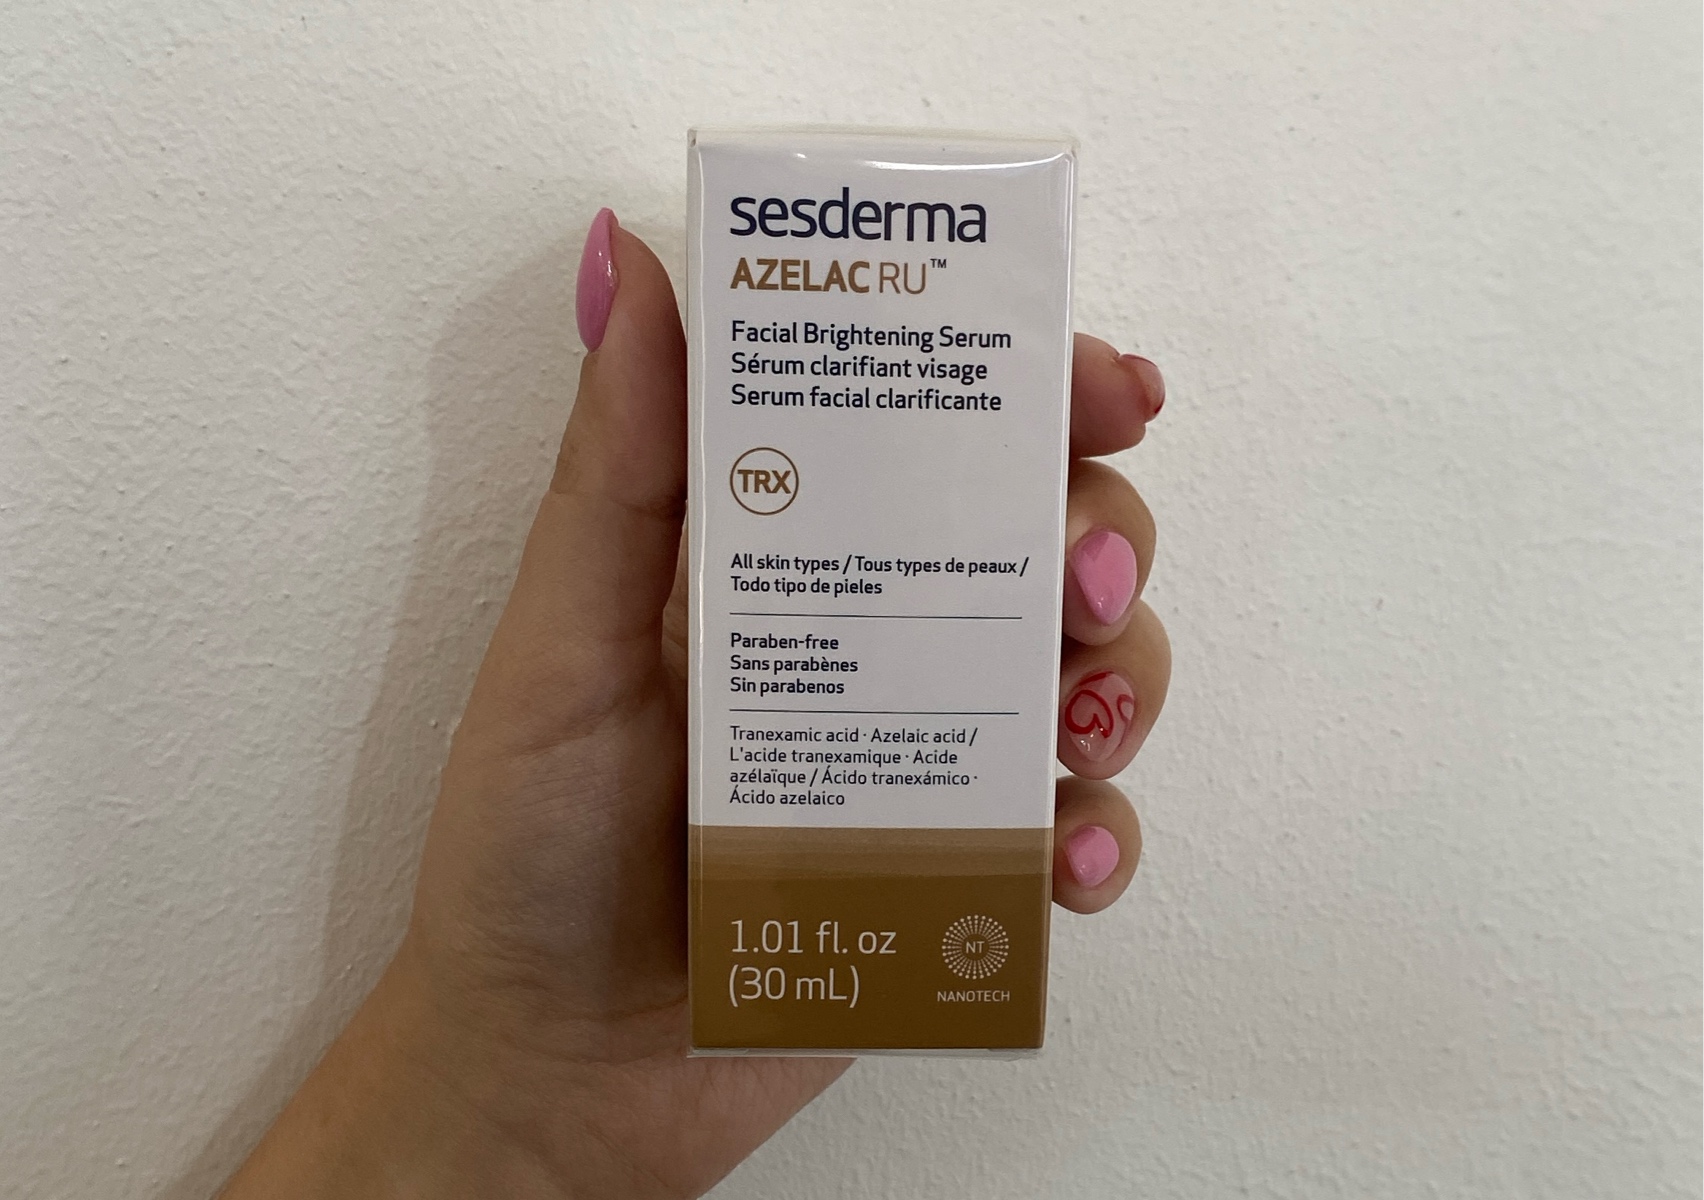 sesderma
AZELAC RU™
Facial Brightening Serum
Sérum clarifiant visage
Serum facial clarificante
TRX
All skin types / Tous types de peaux /
Todo tipo de pieles
Paraben-free
Sans parabènes
Sin parabenos
Tranexamic acid · Azelaic acid /
L'acide tranexamique · Acide
azélaïque / Ácido tranexámico ·
Ácido azelaico
1.01 fl. oz
(30 mL)
NT
NANOTECH